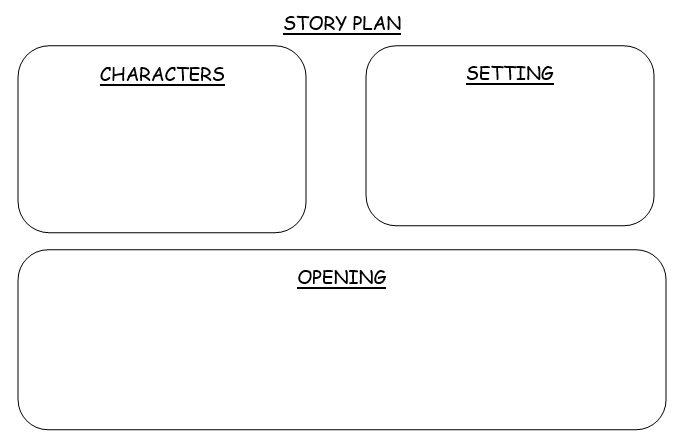 STORY PLAN
CHARACTERS
SETTING
OPENING